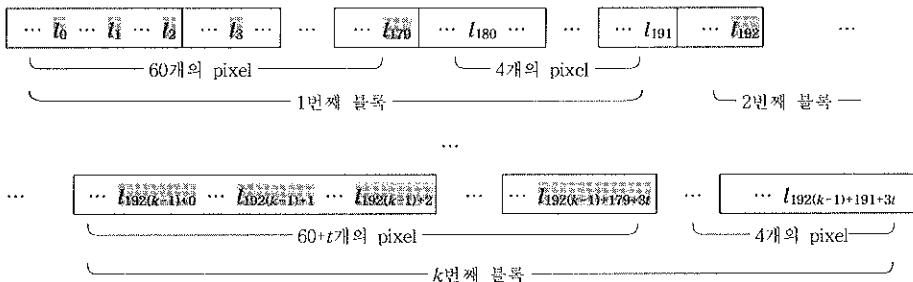 … l₀ … l₁ … l₂ … l₃ … … … l₁₇₉ … l₁₈₀ … … … l₁₉₁ … l₁₉₂ …
60개의 pixel 4개의 pixel
1번째 블록 2번째 블록
…
… … l₁₉₂₍ₖ₋₁₎₊₀ … l₁₉₂₍ₖ₋₁₎₊₁ … l₁₉₂₍ₖ₋₁₎₊₂ … … l₁₉₂₍ₖ₋₁₎₊₁₇₉₊₃ₜ … … l₁₉₂₍ₖ₋₁₎₊₁₉₁₊₃ₜ
60+t개의 pixel 4개의 pixel
k번째 블록